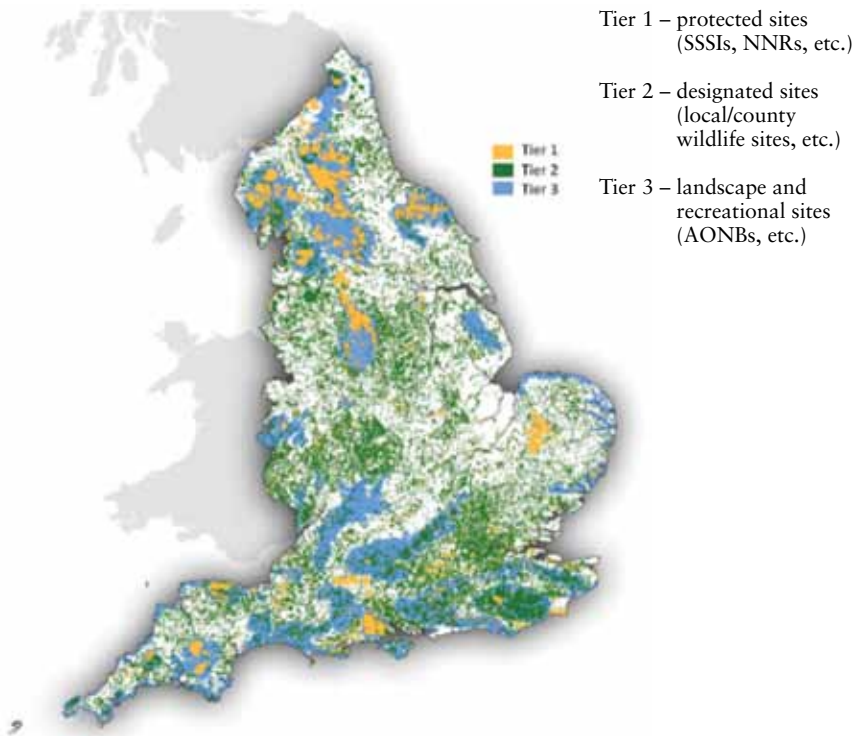 Tier 1 – protected sites
(SSSIs, NNRs, etc.)
Tier 2 – designated sites
(local/county
wildlife sites, etc.)
Tier 3 – landscape and
recreational sites
(AONBs, etc.)
Tier 1
Tier 2
Tier 3